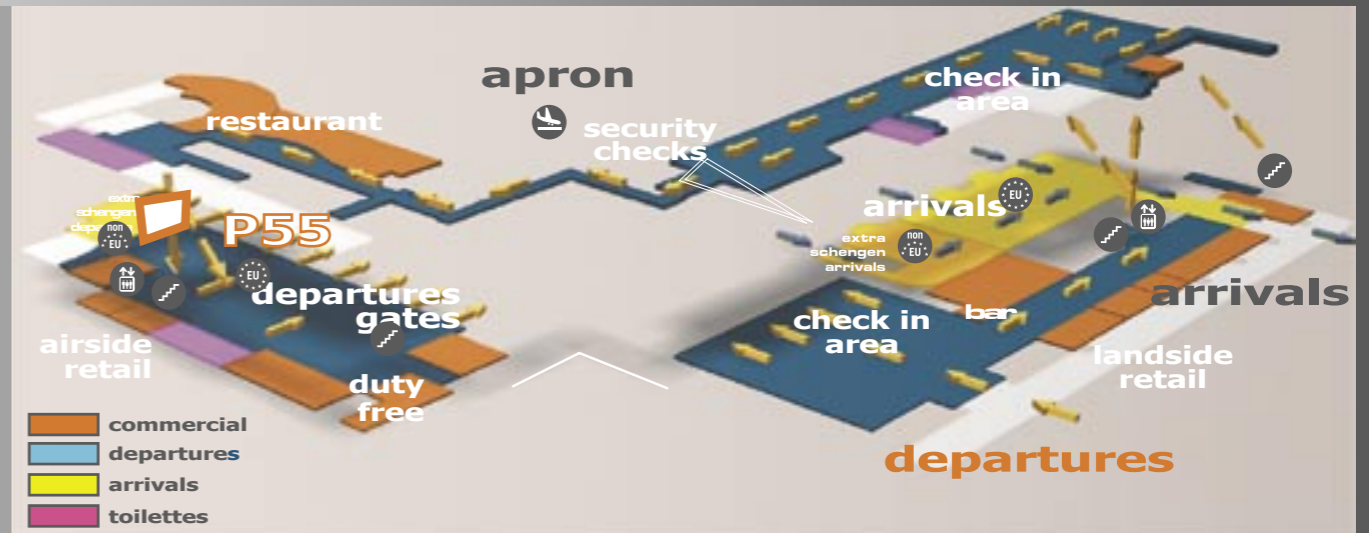 apron
check in
area
restaurant
security
checks
extra
schengen
non
EU
P55
EU
departures
gates
airside
retail
duty
free
EU
arrivals
non
EU
extra
schengen
arrivals
bar
check in
area
arrivals
landside
retail
departures
commercial
departures
arrivals
toilettes